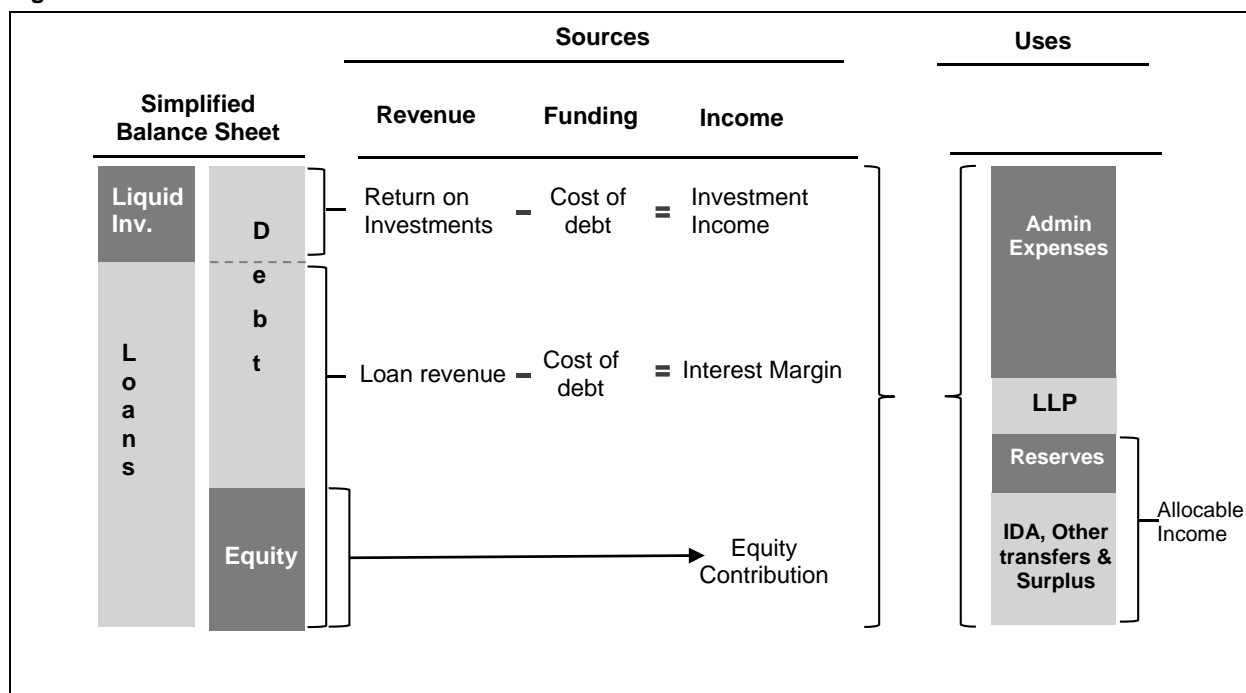 Sources
Uses
Simplified
Balance Sheet
Revenue
Funding
Income
Liquid
Inv.
Debt
Return on
Investments
–
Cost of
debt
=
Investment
Income
Loans
Loan revenue
–
Cost of
debt
=
Interest Margin
Equity
Equity
Contribution
Admin
Expenses
LLP
Reserves
IDA, Other
transfers &
Surplus
Allocable
Income